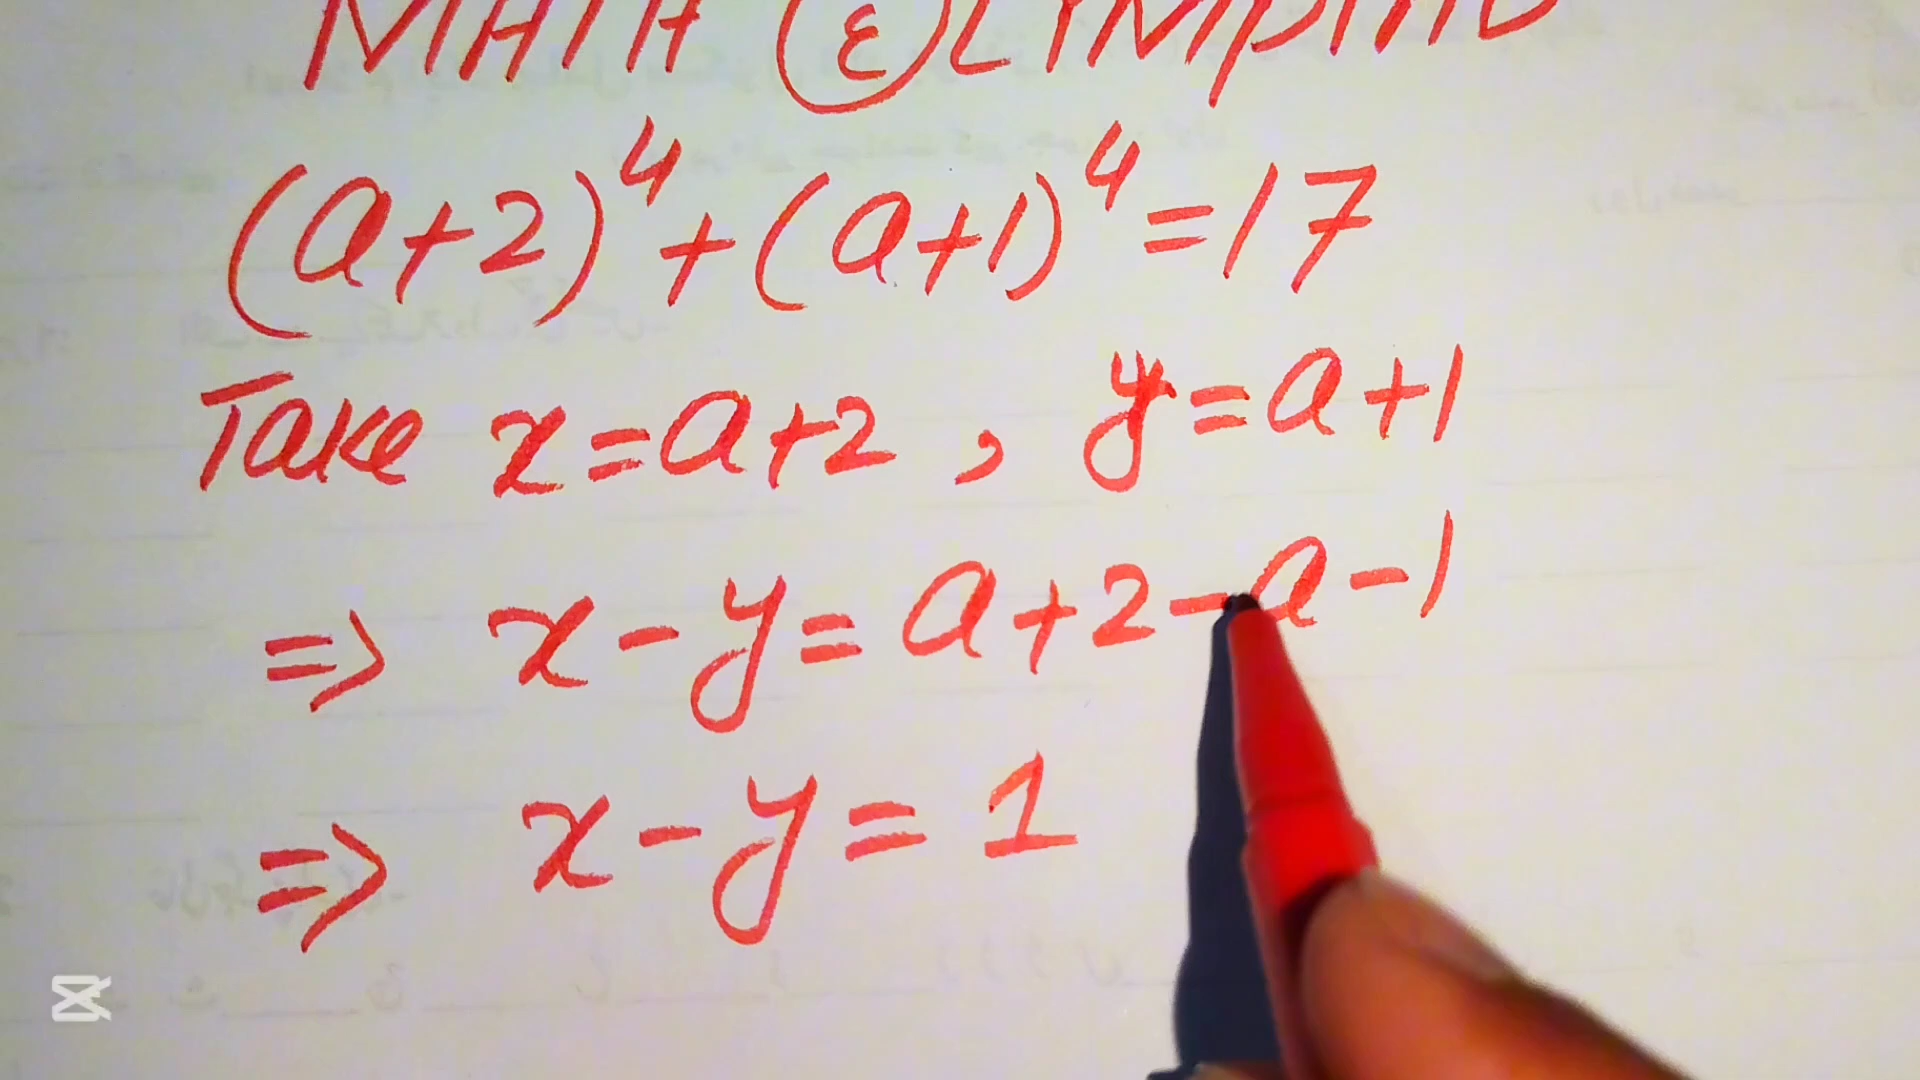 MATH OLYMPIAD
(a+2)⁴+(a+1)⁴=17
Take x=a+2, y=a+1
⇒ x-y=a+2-a-1
⇒ x-y=1